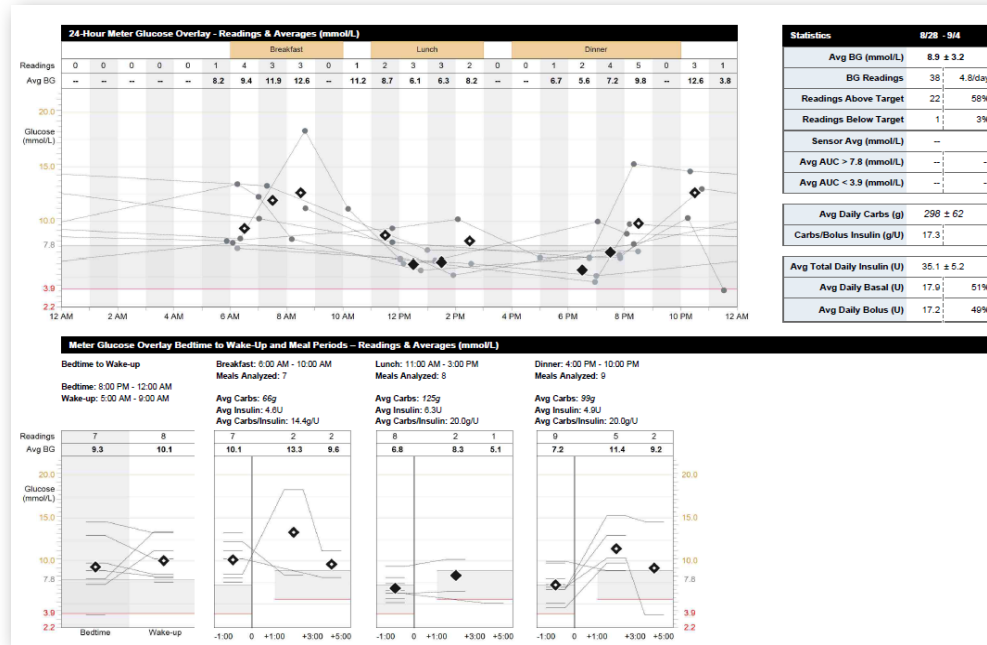 24-Hour Meter Glucose Overlay - Readings & Averages (mmol/L)
Breakfast Lunch Dinner
Readings 0 0 0 0 0 1 4 3 3 0 1 2 3 3 2 0 0 1 2 4 5 0 3 1
Avg BG -- -- -- -- -- 8.2 9.4 11.9 12.6 -- 11.2 8.7 6.1 6.3 8.2 -- -- 6.7 5.6 7.2 9.8 -- 12.6 3.8
20.0
Glucose
(mmol/L)
15.0
10.0
7.8
3.9
2.2
12 AM 2 AM 4 AM 6 AM 8 AM 10 AM 12 PM 2 PM 4 PM 6 PM 8 PM 10 PM 12 AM
Statistics 8/28 - 9/4
Avg BG (mmol/L) 8.9 ± 3.2
BG Readings 38 4.8/day
Readings Above Target 22 58%
Readings Below Target 1 3%
Sensor Avg (mmol/L) --
Avg AUC > 7.8 (mmol/L) -- -
Avg AUC < 3.9 (mmol/L) -- -
Avg Daily Carbs (g) 298 ± 62
Carbs/Bolus Insulin (g/U) 17.3
Avg Total Daily Insulin (U) 35.1 ± 5.2
Avg Daily Basal (U) 17.9 51%
Avg Daily Bolus (U) 17.2 49%
Meter Glucose Overlay Bedtime to Wake-Up and Meal Periods – Readings & Averages (mmol/L)
Bedtime to Wake-up
Bedtime: 8:00 PM - 12:00 AM
Wake-up: 5:00 AM - 9:00 AM
Breakfast: 6:00 AM - 10:00 AM
Meals Analyzed: 7
Avg Carbs: 66g
Avg Insulin: 4.6U
Avg Carbs/Insulin: 14.4g/U
Lunch: 11:00 AM - 3:00 PM
Meals Analyzed: 8
Avg Carbs: 125g
Avg Insulin: 6.3U
Avg Carbs/Insulin: 20.0g/U
Dinner: 4:00 PM - 10:00 PM
Meals Analyzed: 9
Avg Carbs: 99g
Avg Insulin: 4.9U
Avg Carbs/Insulin: 20.0g/U
Readings 7 8 7 2 2 8 2 1 9 5 2
Avg BG 9.3 10.1 10.1 13.3 9.6 6.8 8.3 5.1 7.2 11.4 9.2
20.0 20.0
Glucose
(mmol/L)
15.0 15.0
10.0 10.0
7.8 7.8
3.9 3.9
2.2 2.2
Bedtime Wake-up -1:00 0 +1:00 +3:00 +5:00 -1:00 0 +1:00 +3:00 +5:00 -1:00 0 +1:00 +3:00 +5:00